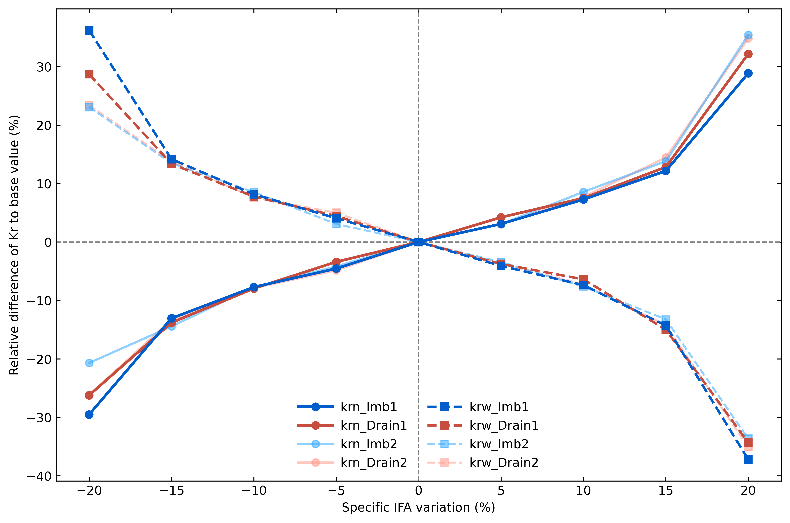 Relative difference of Kr to base value (%)
30
20
10
0
−10
−20
−30
−40
krn_Imb1
krw_Imb1
krn_Drain1
krw_Drain1
krn_Imb2
krw_Imb2
krn_Drain2
krw_Drain2
−20 −15 −10 −5 0 5 10 15 20
Specific IFA variation (%)